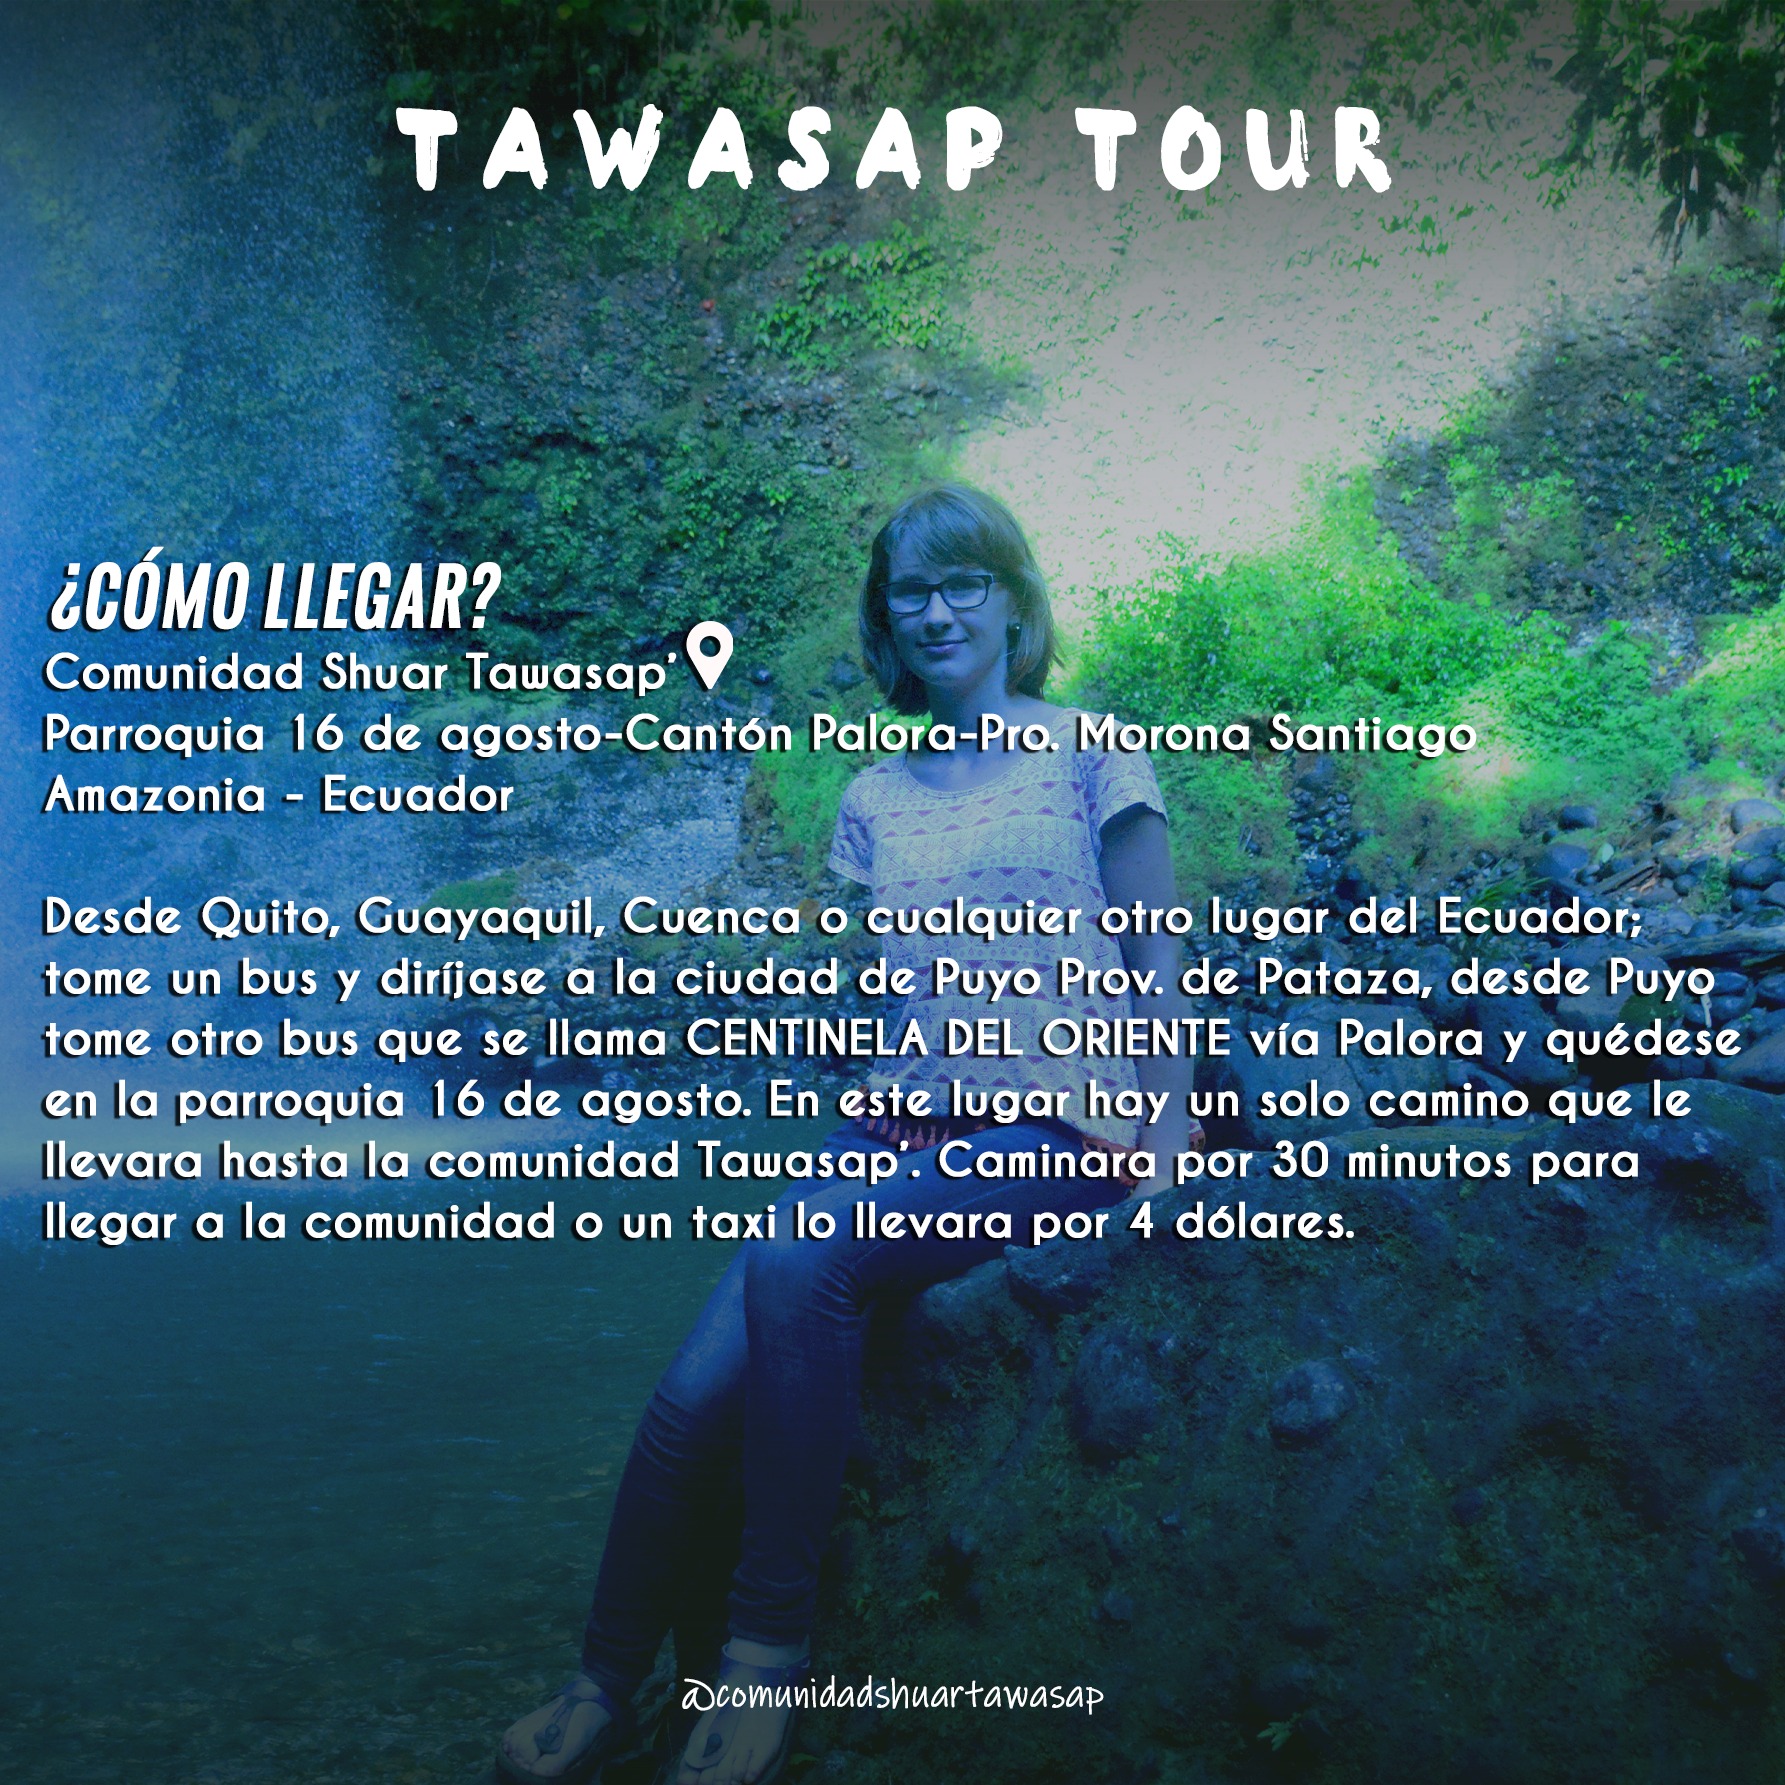 TAWASAP TOUR
¿CÓMO LLEGAR?
Comunidad Shuar Tawasap'
Parroquia 16 de agosto-Cantón Palora-Pro. Morona Santiago
Amazonia - Ecuador
Desde Quito, Guayaquil, Cuenca o cualquier otro lugar del Ecuador;
tome un bus y diríjase a la ciudad de Puyo Prov. de Pataza, desde Puyo
tome otro bus que se llama CENTINELA DEL ORIENTE vía Palora y quédese
en la parroquia 16 de agosto. En este lugar hay un solo camino que le
llevara hasta la comunidad Tawasap'. Caminara por 30 minutos para
llegar a la comunidad o un taxi lo llevara por 4 dólares.
@comunidadshuartawasap